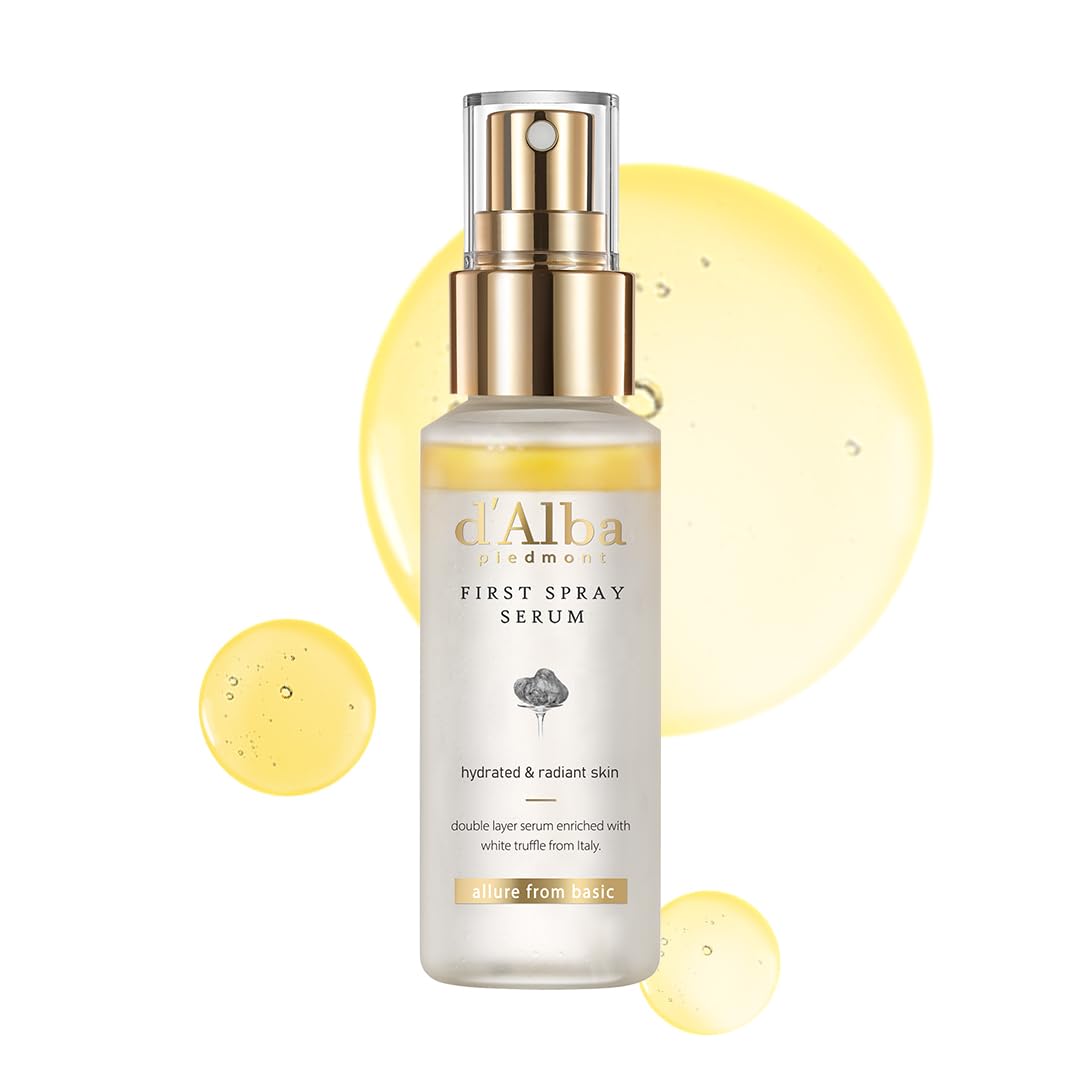 d'Alba
piedmont
FIRST SPRAY
SERUM
hydrated & radiant skin
double layer serum enriched with
white truffle from Italy.
allure from basic